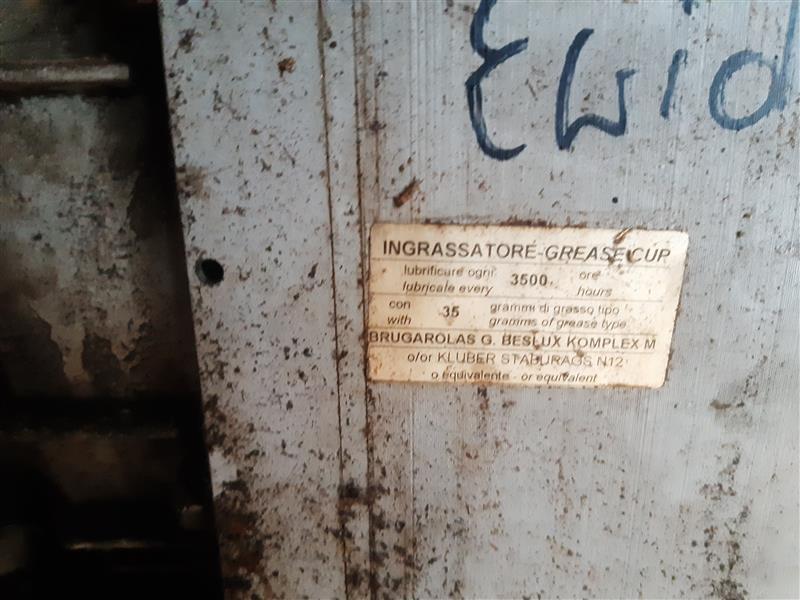 INGRASSATORE-GREASE CUP
lubrificare ogni 3500 ore
lubricate every hours
con 35 grammi di grasso tipo
with gramms of grease type
BRUGAROLAS G. BESLUX KOMPLEX M
o/or KLUBER STABURAGS N12
o equivalente - or equivalent